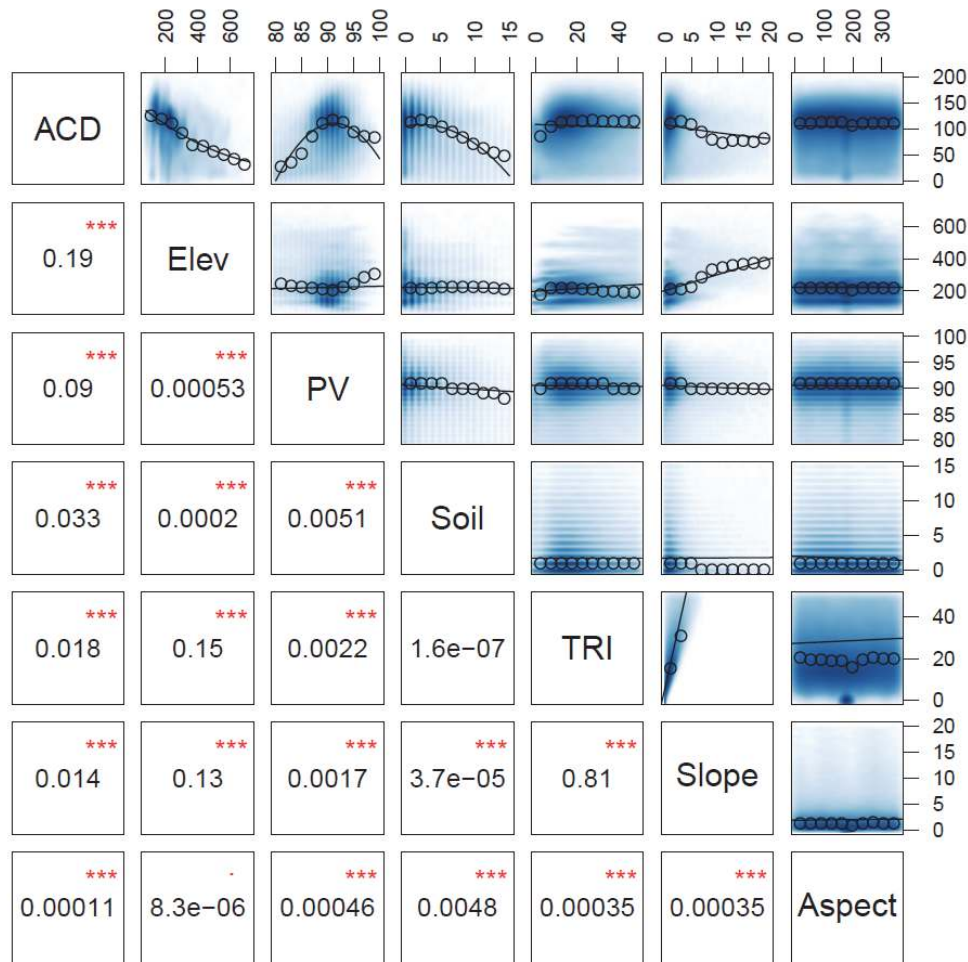 200 400 600 80 85 90 95 100 0 5 10 15 0 20 40 0 5 10 15 20 0 100 200 300
ACD 200 150 100 50 0
***
0.19 Elev 600 400 200
*** ***
0.09 0.00053 PV 100 95 90 85 80
*** *** ***
0.033 0.0002 0.0051 Soil 15 10 5 0
*** *** ***
0.018 0.15 0.0022 1.6e−07 TRI 40 20 0
*** *** *** *** ***
0.014 0.13 0.0017 3.7e−05 0.81 Slope 20 15 10 5 0
*** . *** *** *** ***
0.00011 8.3e−06 0.00046 0.0048 0.00035 0.00035 Aspect